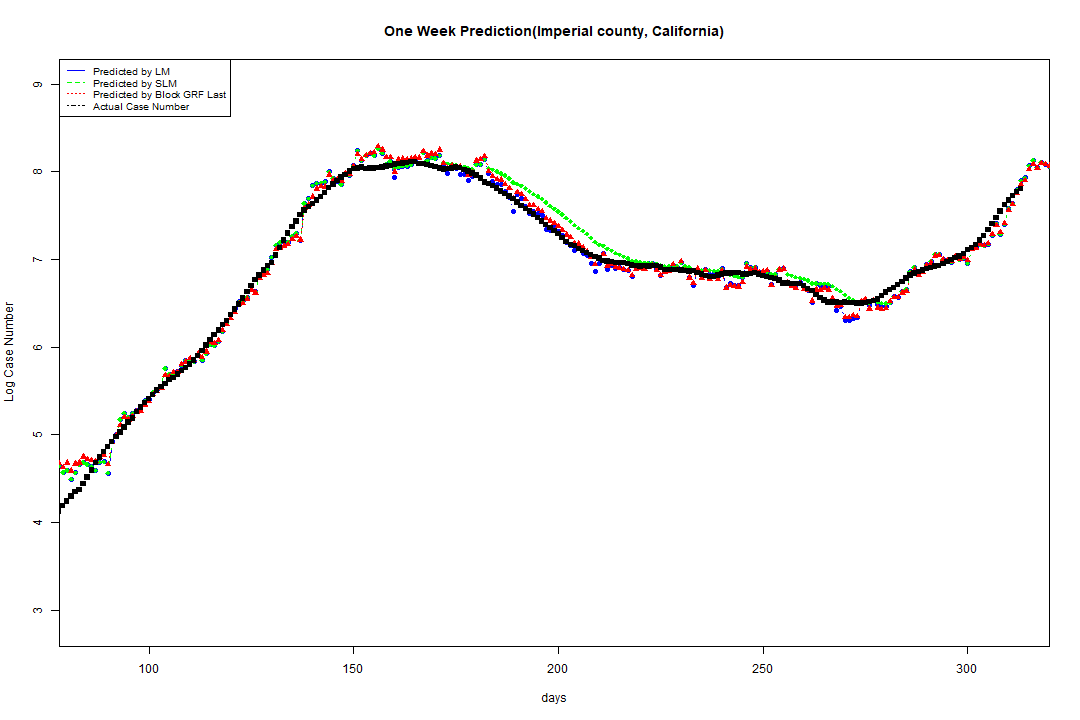 One Week Prediction(Imperial county, California)
Predicted by LM
Predicted by SLM
Predicted by Block GRF Last
Actual Case Number
9
8
7
6
5
4
3
Log Case Number
100 150 200 250 300
days